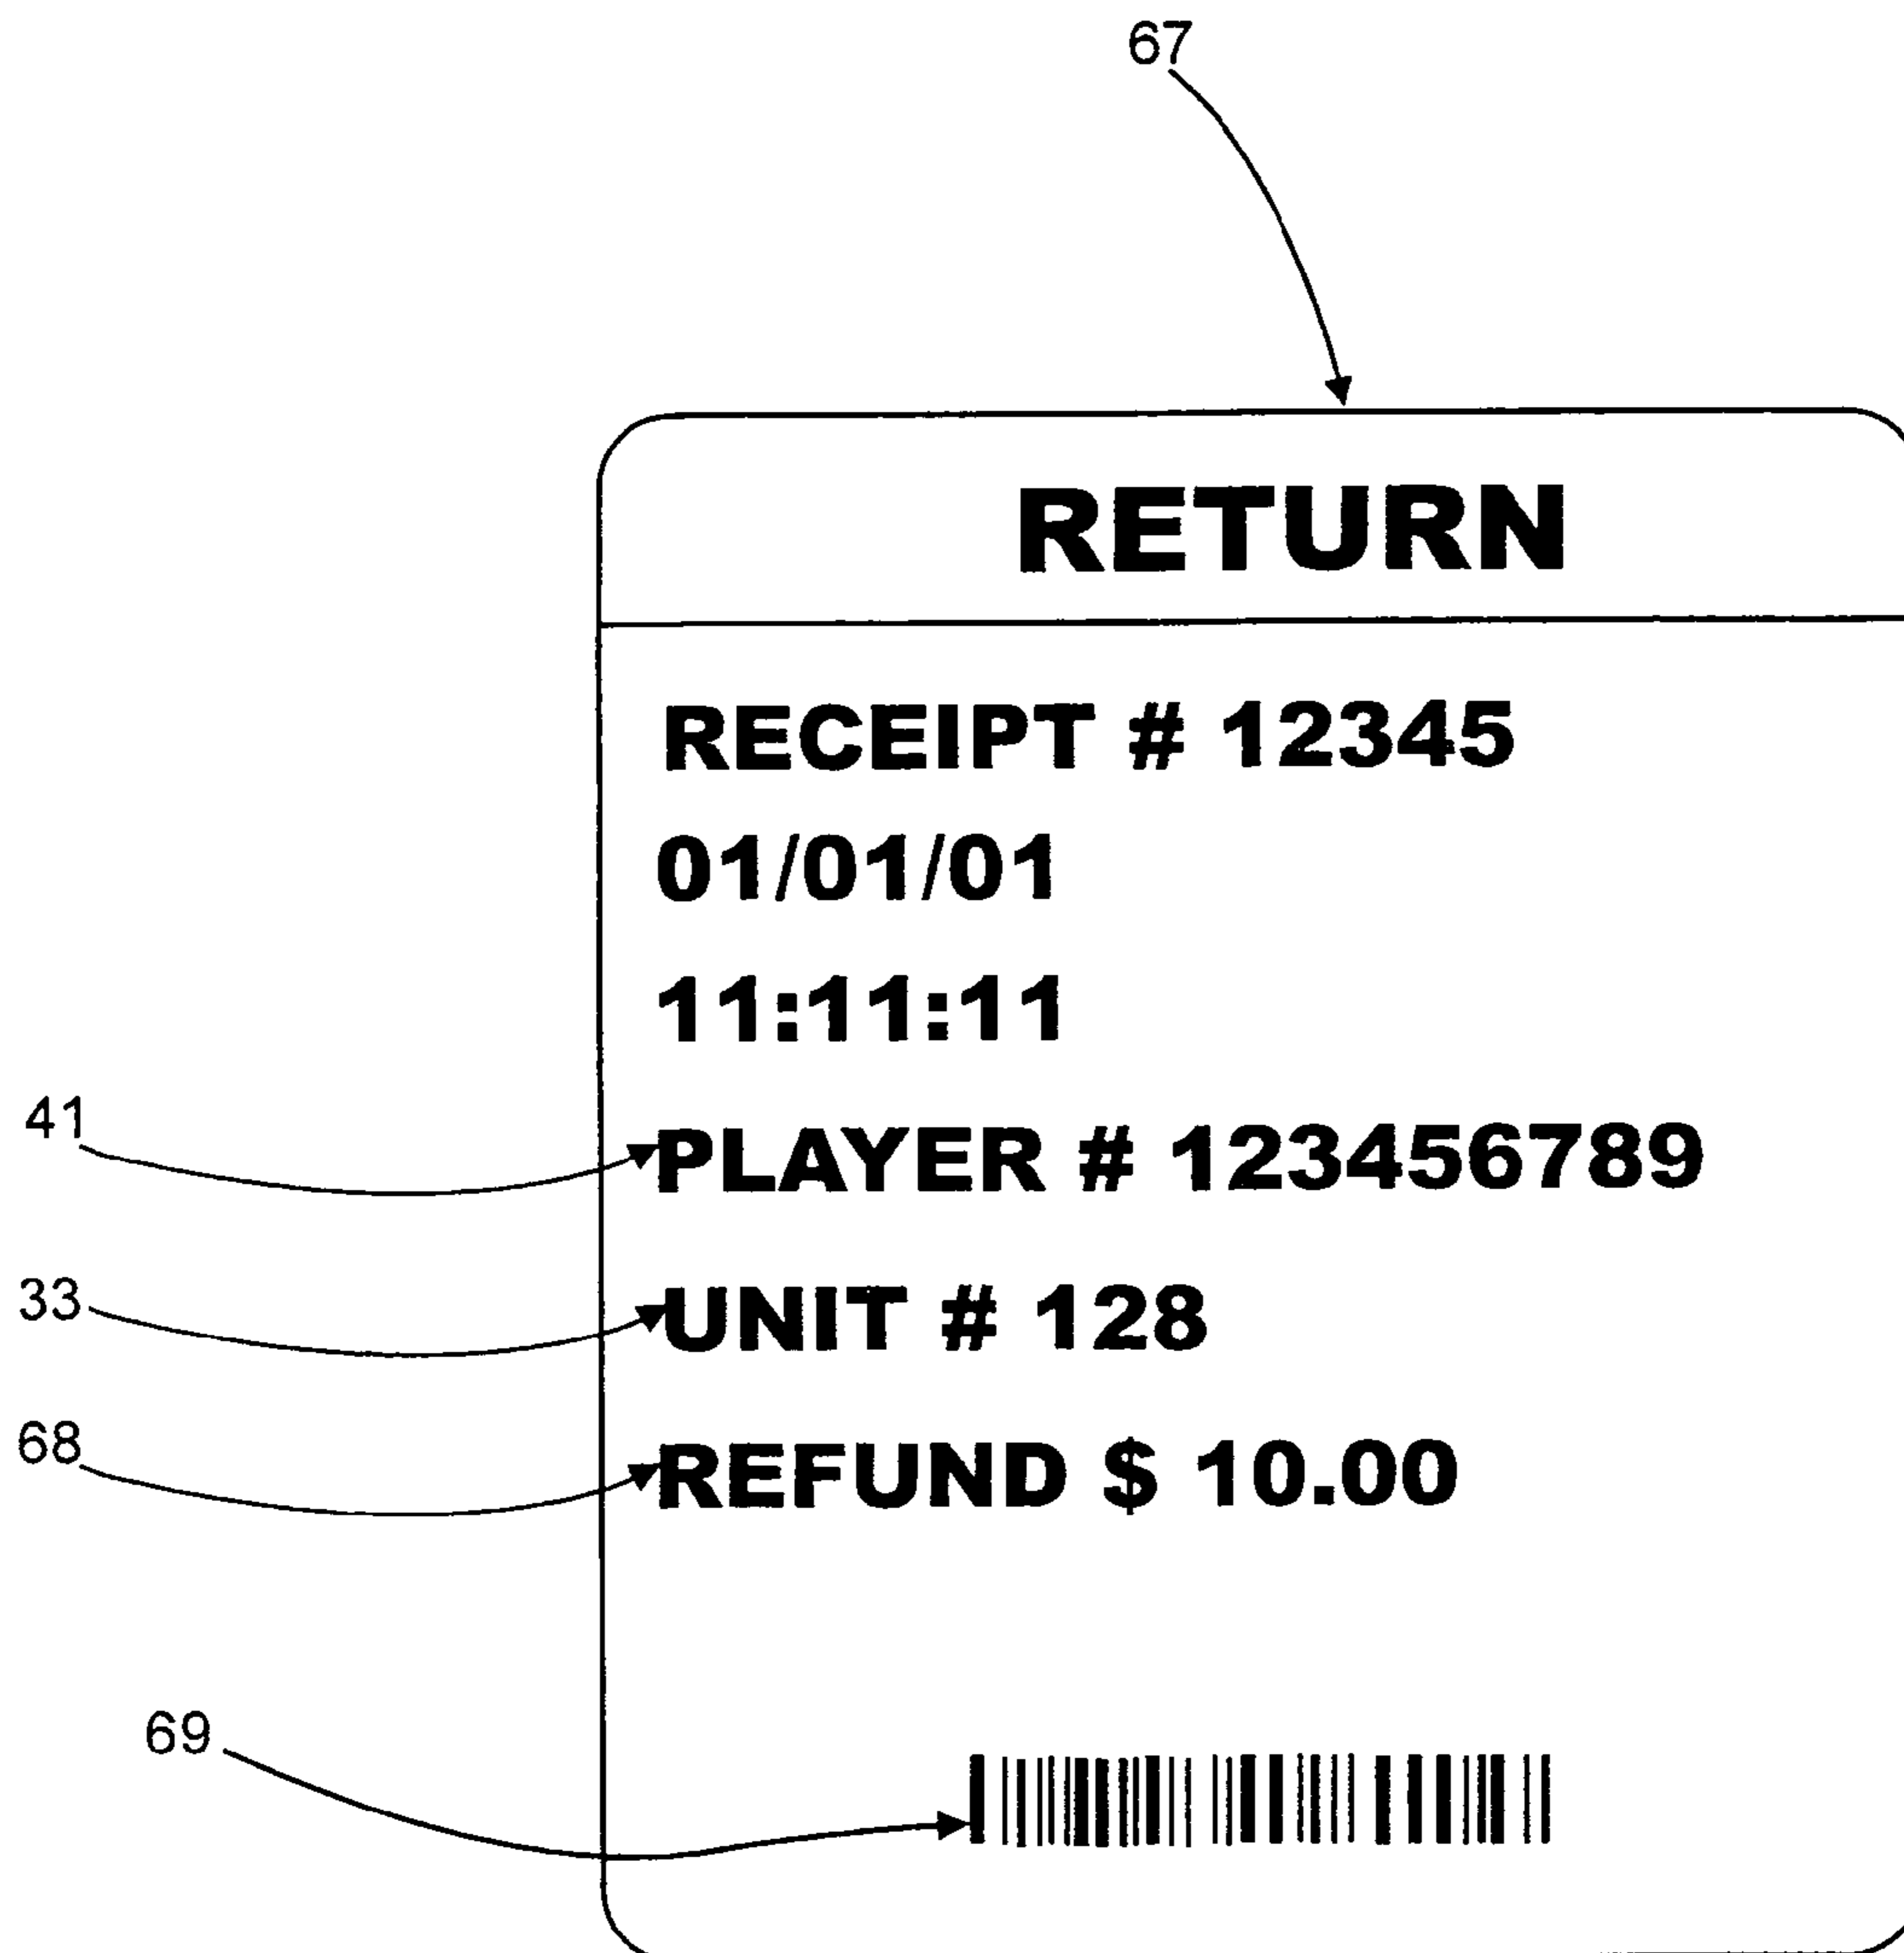 67
RETURN
RECEIPT # 12345
01/01/01
11:11:11
41
PLAYER # 123456789
33
UNIT # 128
68
REFUND $ 10.00
69